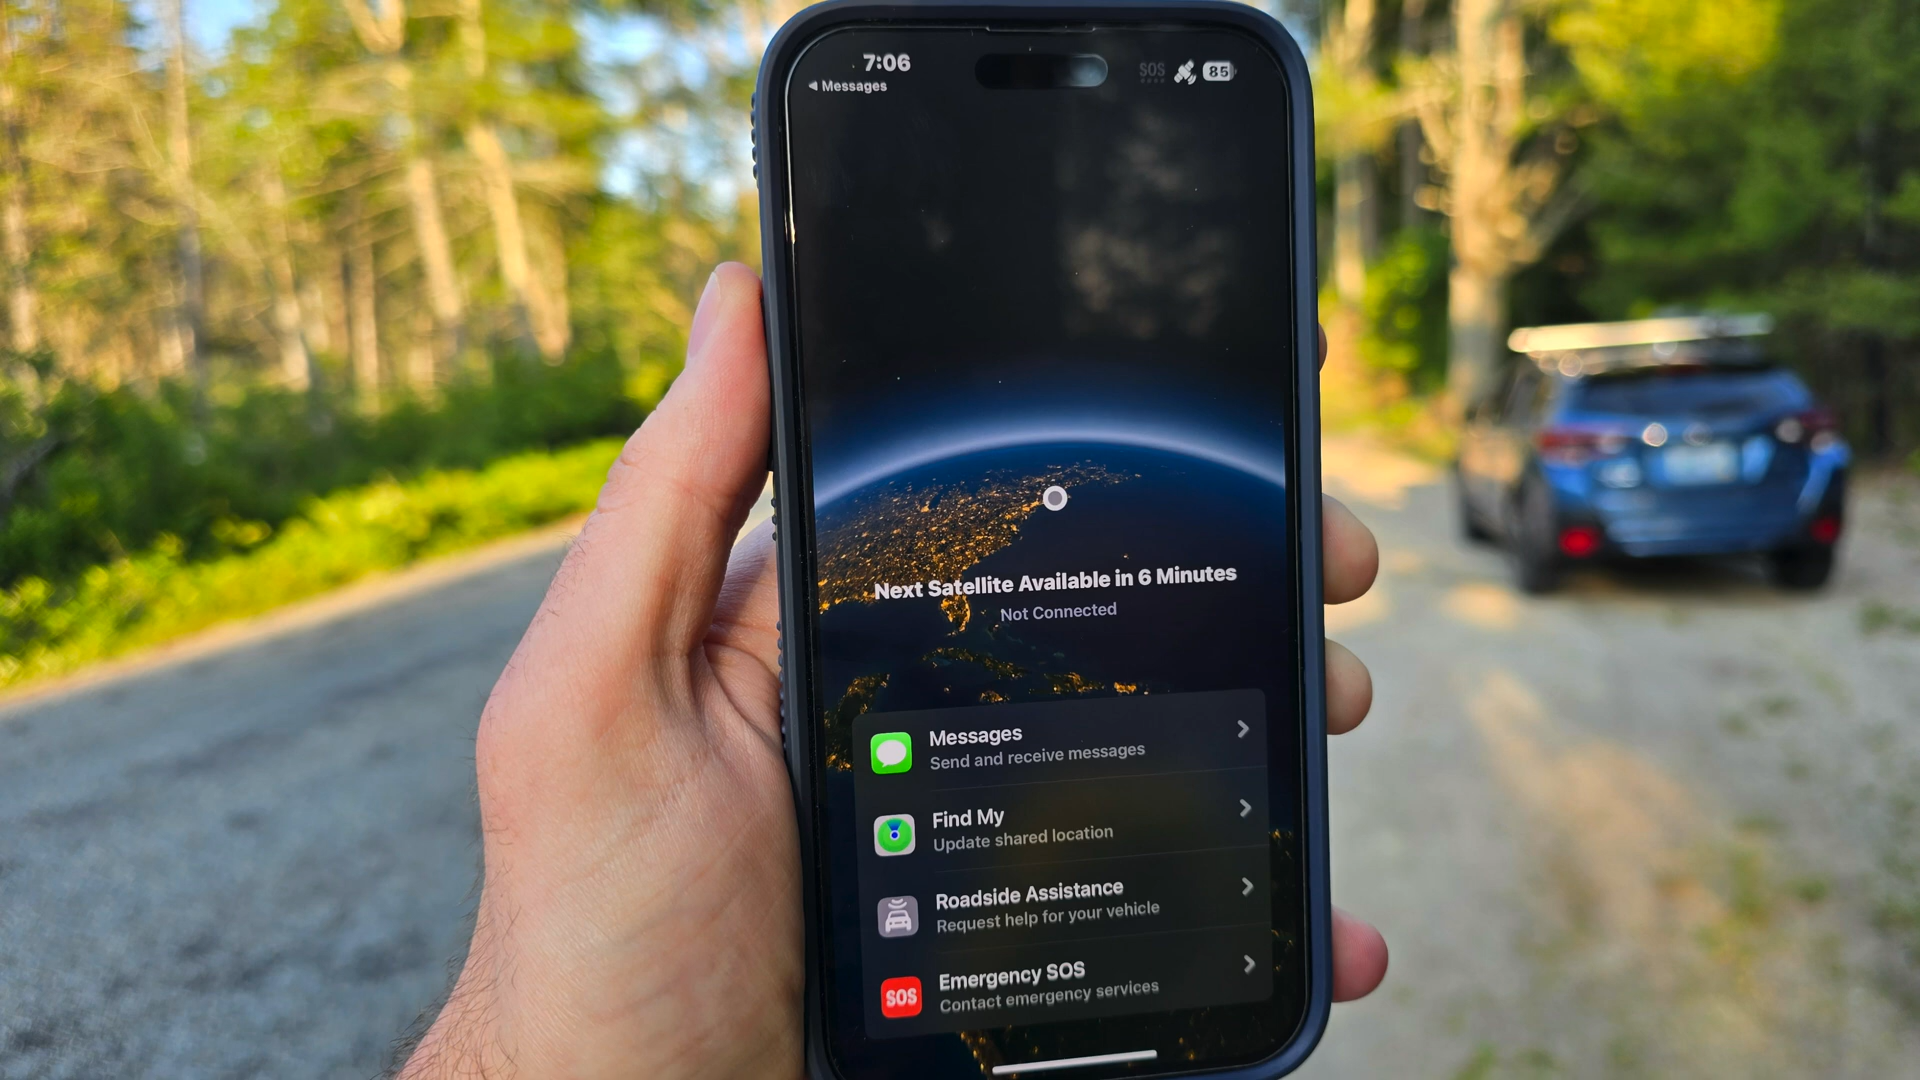 7:06
SOS
85
Messages
Next Satellite Available in 6 Minutes
Not Connected
Messages
Send and receive messages
Find My
Update shared location
Roadside Assistance
Request help for your vehicle
SOS
Emergency SOS
Contact emergency services